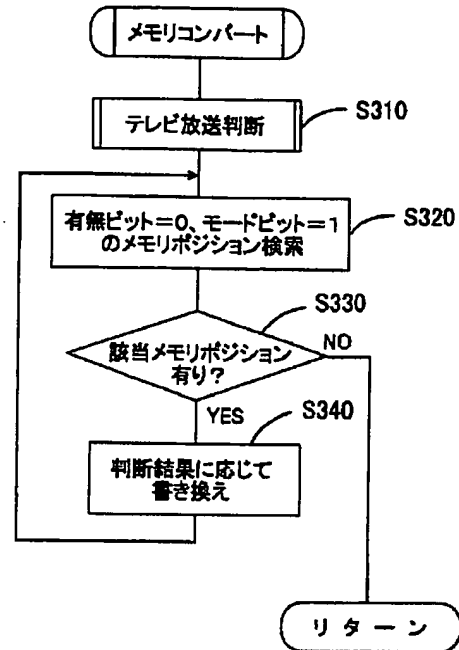 メモリコンバート
テレビ放送判断
S310
有無ビット=0、モードビット=1
のメモリポジション検索
S320
S330
該当メモリポジション
有り?
NO
YES
S340
判断結果に応じて
書き換え
リターン